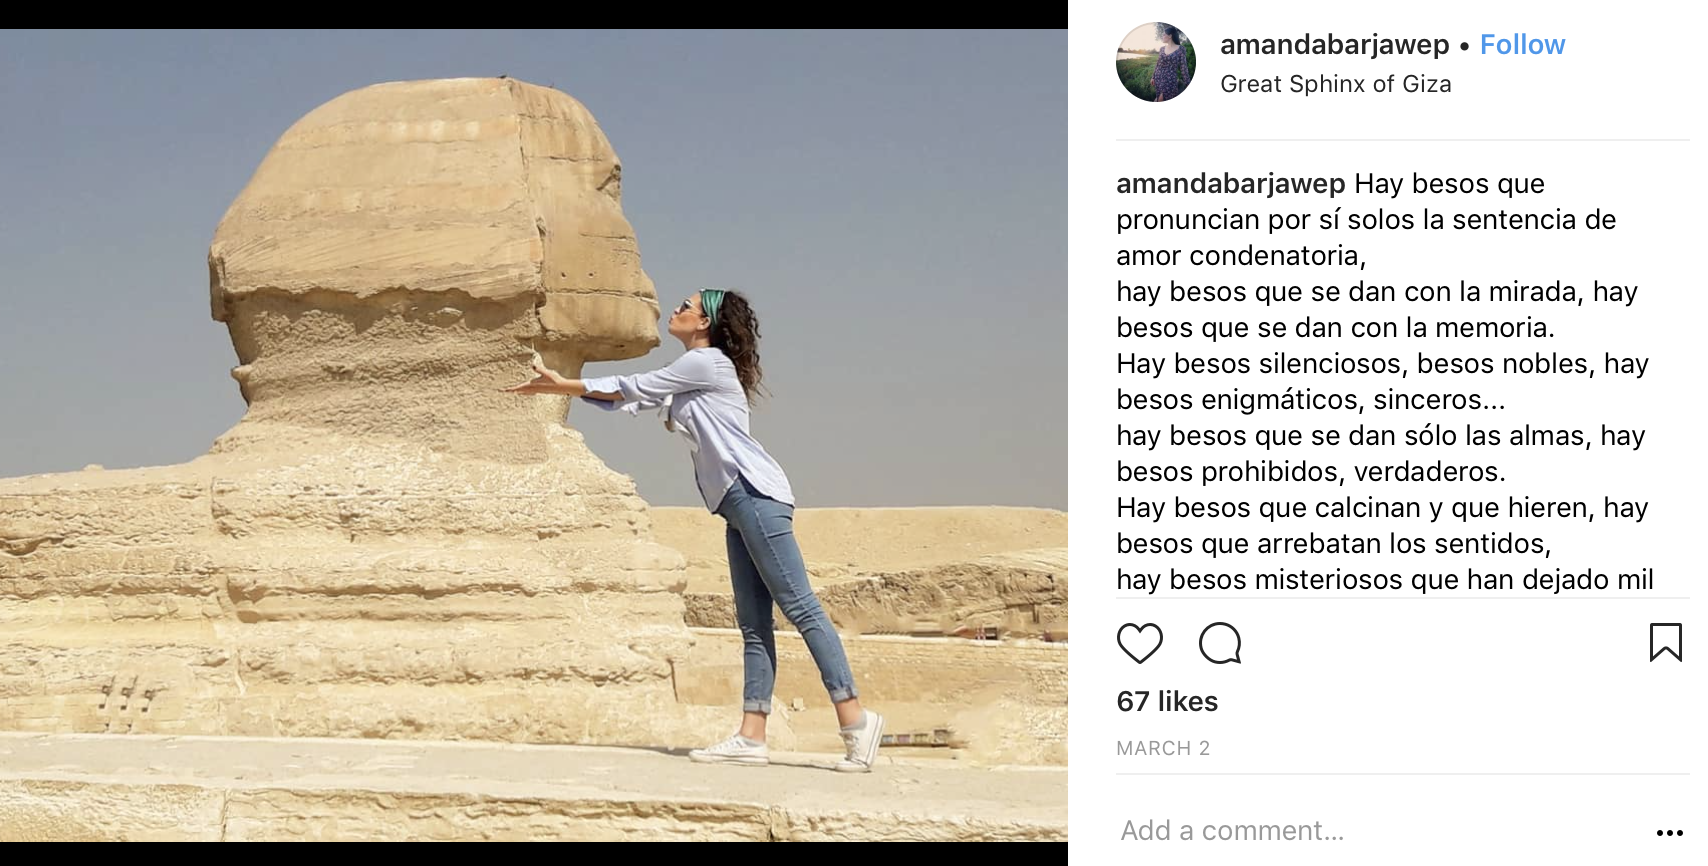 amandabarjawep • Follow
Great Sphinx of Giza
amandabarjawep Hay besos que
pronuncian por sí solos la sentencia de
amor condenatoria,
hay besos que se dan con la mirada, hay
besos que se dan con la memoria.
Hay besos silenciosos, besos nobles, hay
besos enigmáticos, sinceros...
hay besos que se dan sólo las almas, hay
besos prohibidos, verdaderos.
Hay besos que calcinan y que hieren, hay
besos que arrebatan los sentidos,
hay besos misteriosos que han dejado mil
67 likes
MARCH 2
Add a comment...